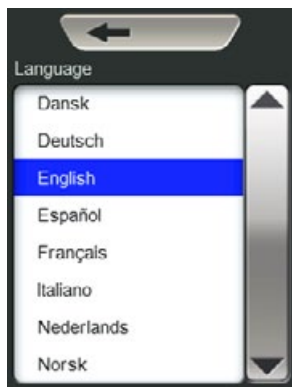 Language
Dansk
Deutsch
English
Español
Français
Italiano
Nederlands
Norsk